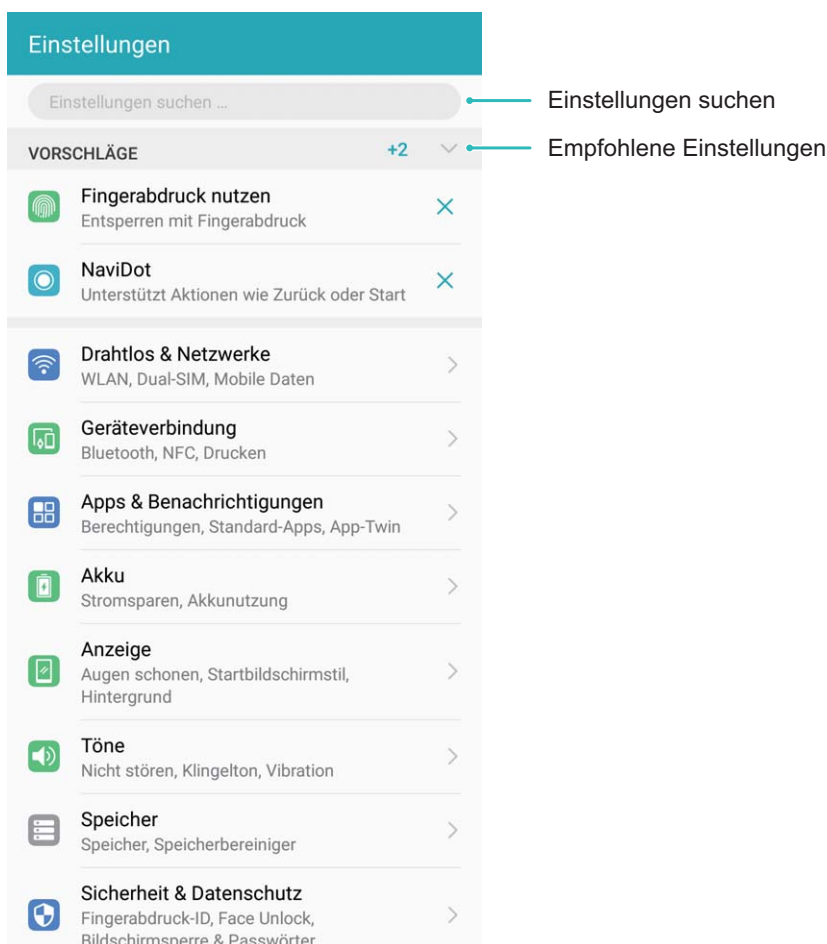 Einstellungen
Einstellungen suchen ...
Einstellungen suchen
VORSCHLÄGE +2
Empfohlene Einstellungen
Fingerabdruck nutzen
Entsperren mit Fingerabdruck
NaviDot
Unterstützt Aktionen wie Zurück oder Start
Drahtlos & Netzwerke
WLAN, Dual-SIM, Mobile Daten
Geräteverbindung
Bluetooth, NFC, Drucken
Apps & Benachrichtigungen
Berechtigungen, Standard-Apps, App-Twin
Akku
Stromsparen, Akkunutzung
Anzeige
Augen schonen, Startbildschirmstil,
Hintergrund
Töne
Nicht stören, Klingelton, Vibration
Speicher
Speicher, Speicherbereiniger
Sicherheit & Datenschutz
Fingerabdruck-ID, Face Unlock,
Bildschirmsperre & Passwörter